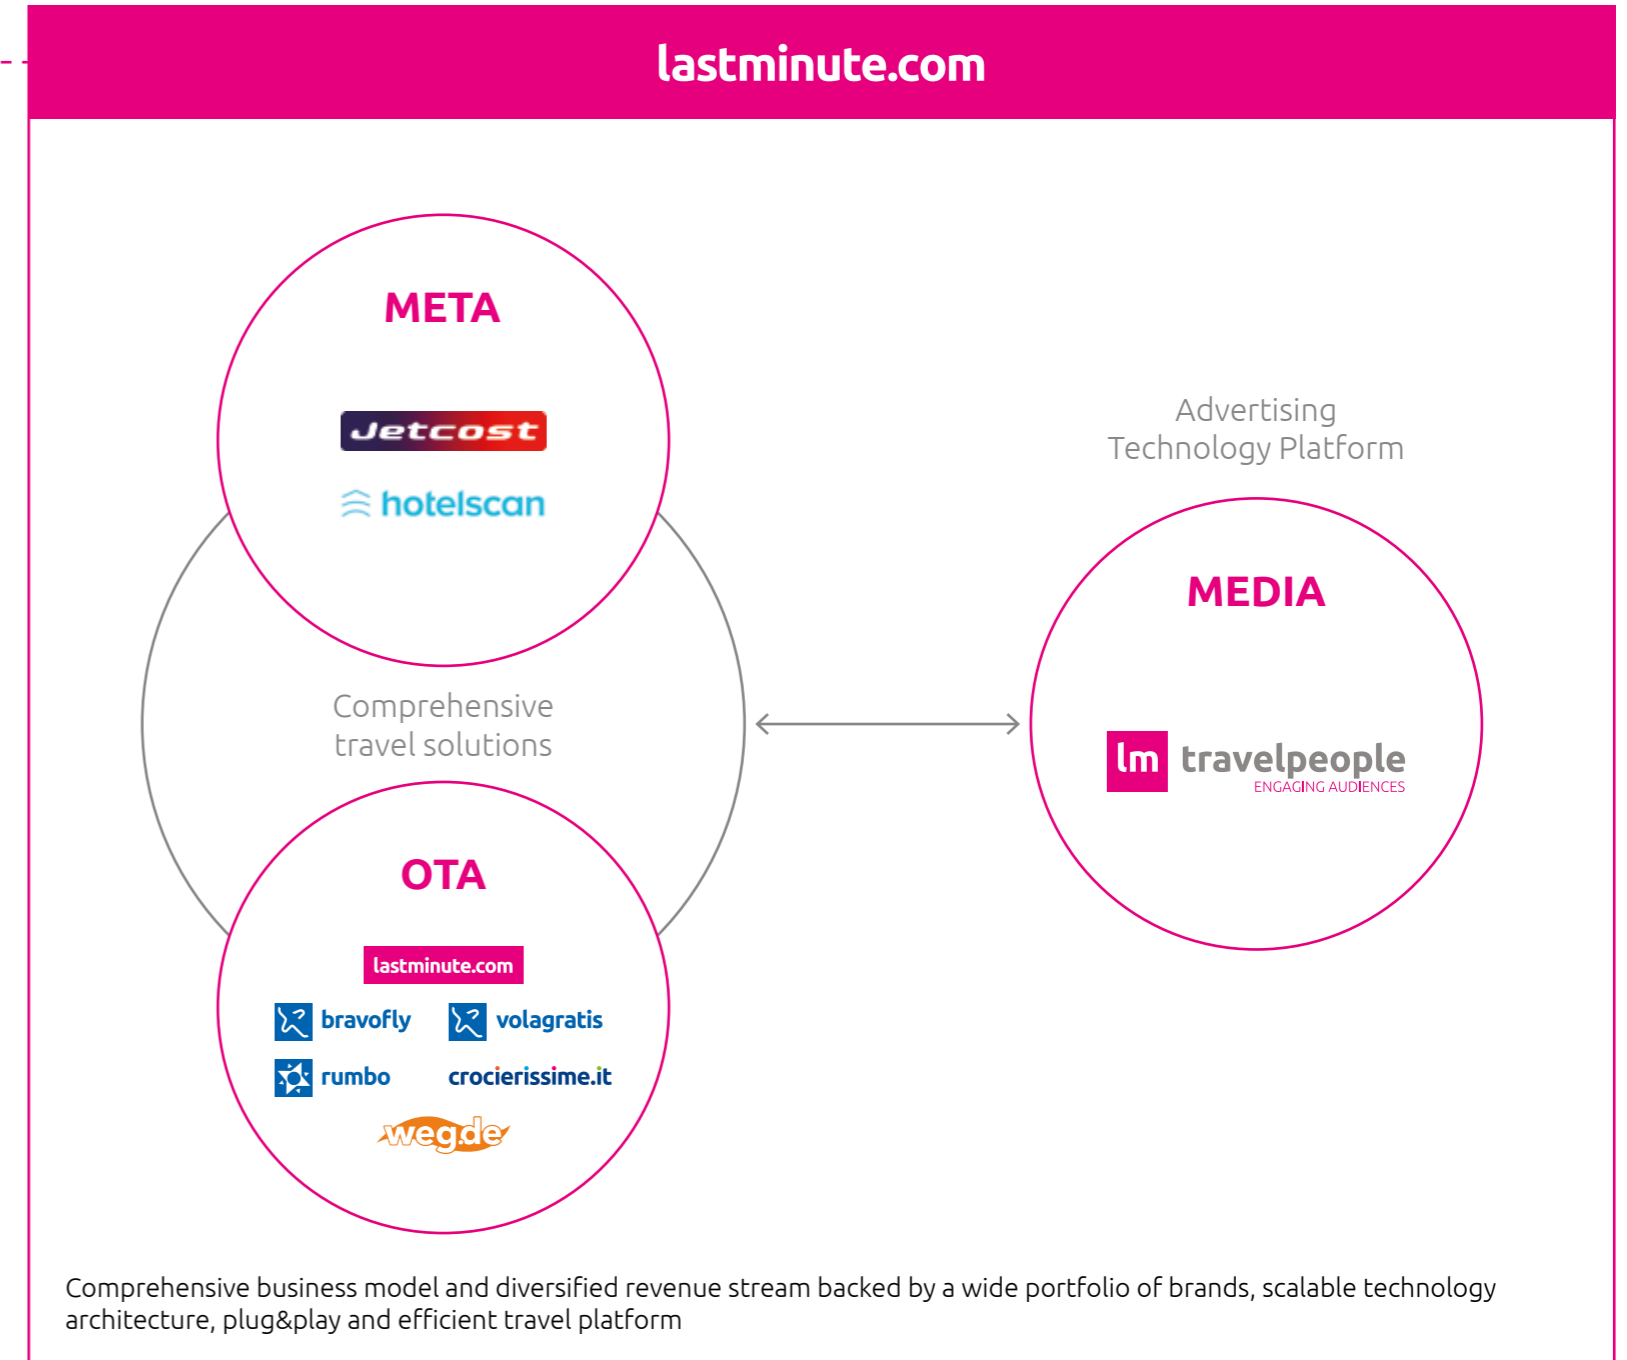 lastminute.com
META
Jetcost
hotelscan
Comprehensive
travel solutions
OTA
lastminute.com
bravofly
volagratis
rumbo
crocierissime.it
weg.de
Advertising
Technology Platform
MEDIA
lm travelpeople
ENGAGING AUDIENCES
Comprehensive business model and diversified revenue stream backed by a wide portfolio of brands, scalable technology
architecture, plug&play and efficient travel platform